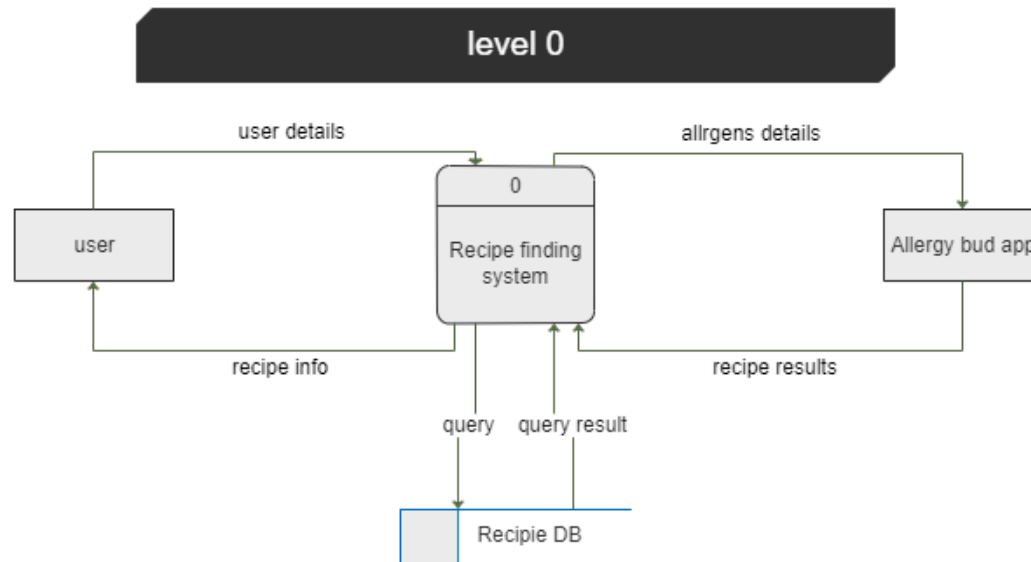 level 0
user details
allrgens details
0
user
Recipe finding
system
Allergy bud app
recipe info
recipe results
query
query result
Recipie DB